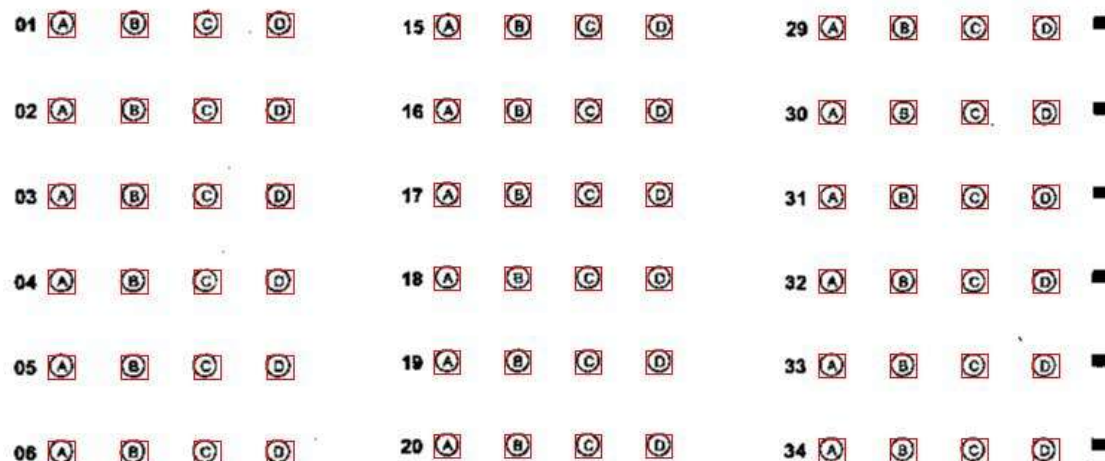 01 A B C D 15 A B C D 29 A B C D
02 A B C D 16 A B C D 30 A B C D
03 A B C D 17 A B C D 31 A B C D
04 A B C D 18 A B C D 32 A B C D
05 A B C D 19 A B C D 33 A B C D
06 A B C D 20 A B C D 34 A B C D